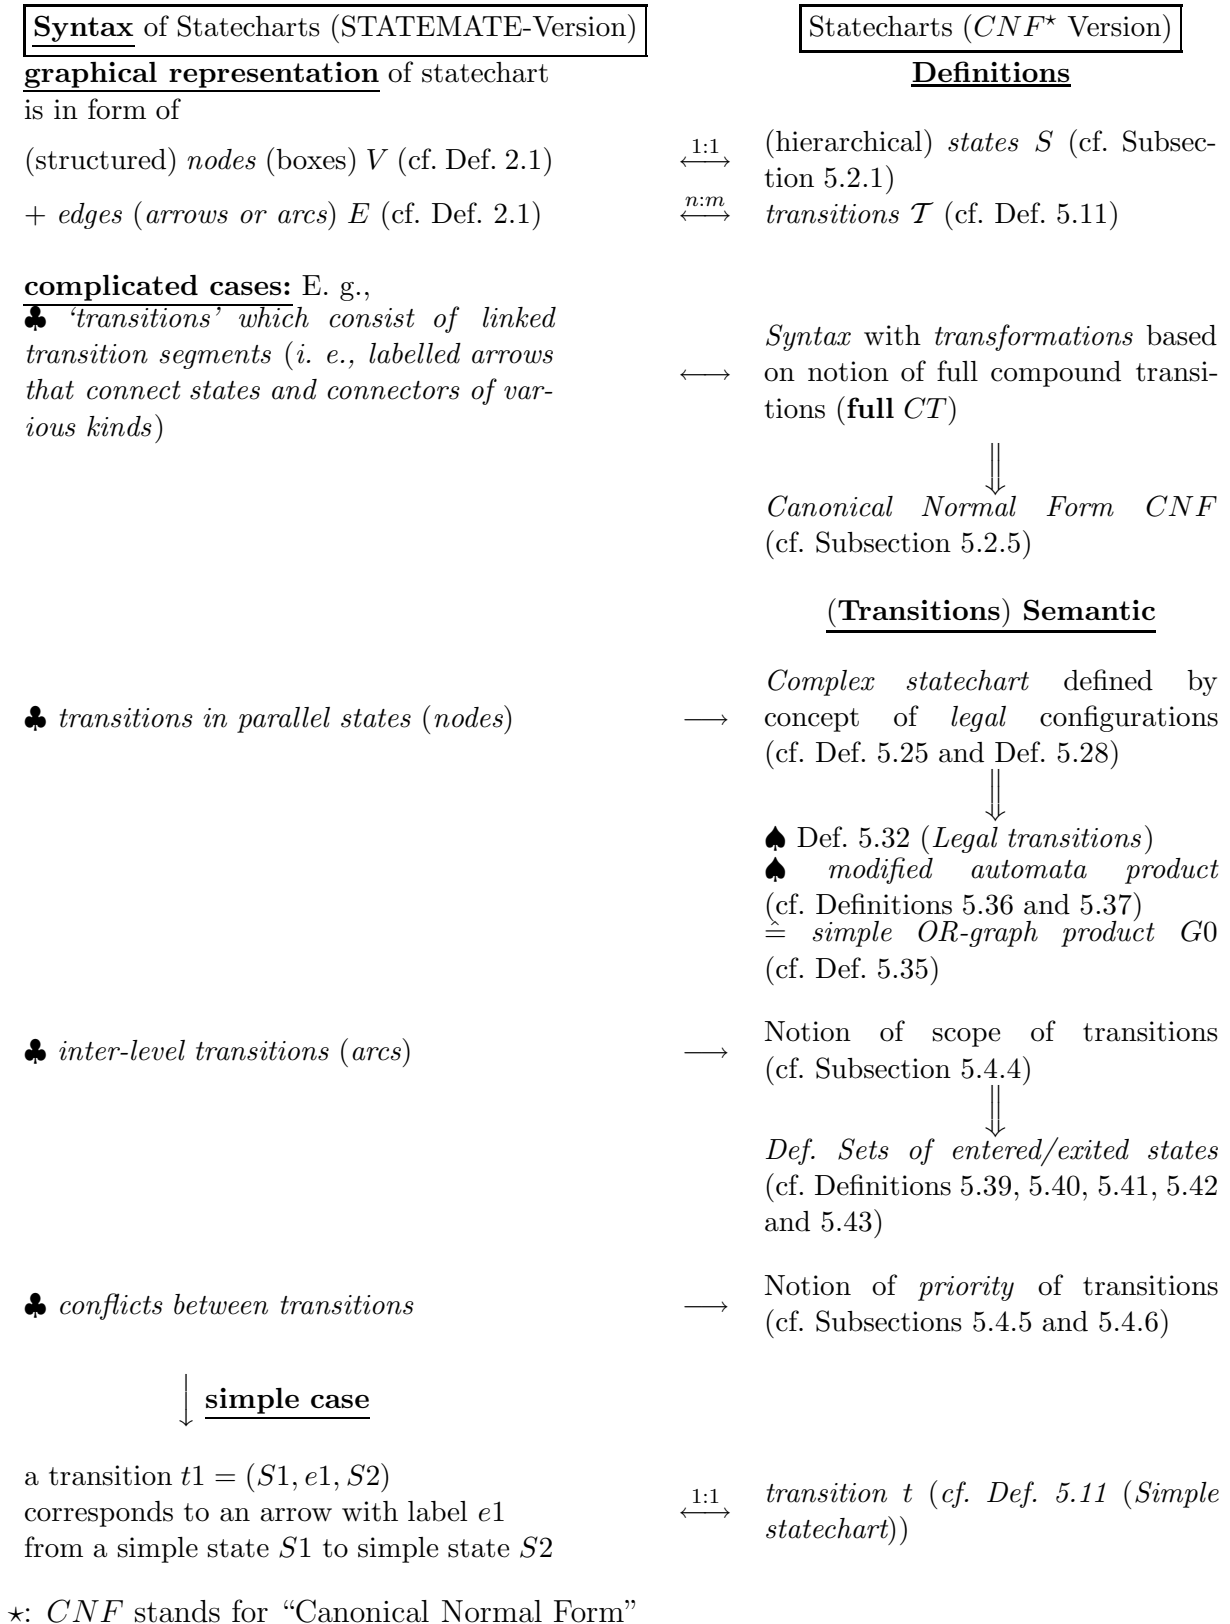 Syntax of Statecharts (STATEMATE-Version)
Statecharts (CNF⋆ Version)
graphical representation of statechart
is in form of
Definitions
(structured) nodes (boxes) V (cf. Def. 2.1)
1:1
⟷
(hierarchical) states S (cf. Subsec-
tion 5.2.1)
+ edges (arrows or arcs) E (cf. Def. 2.1)
n:m
⟷
transitions 𝒯 (cf. Def. 5.11)
complicated cases: E. g.,
♣ ‘transitions’ which consist of linked
transition segments (i. e., labelled arrows
that connect states and connectors of var-
ious kinds)
⟷
Syntax with transformations based
on notion of full compound transi-
tions (full CT)
⇓
Canonical Normal Form CNF
(cf. Subsection 5.2.5)
(Transitions) Semantic
♣ transitions in parallel states (nodes)
⟶
Complex statechart defined by
concept of legal configurations
(cf. Def. 5.25 and Def. 5.28)
⇓
♠ Def. 5.32 (Legal transitions)
♠ modified automata product
(cf. Definitions 5.36 and 5.37)
≙ simple OR-graph product G0
(cf. Def. 5.35)
♣ inter-level transitions (arcs)
⟶
Notion of scope of transitions
(cf. Subsection 5.4.4)
⇓
Def. Sets of entered/exited states
(cf. Definitions 5.39, 5.40, 5.41, 5.42
and 5.43)
♣ conflicts between transitions
⟶
Notion of priority of transitions
(cf. Subsections 5.4.5 and 5.4.6)
↓ simple case
a transition t1 = (S1, e1, S2)
corresponds to an arrow with label e1
from a simple state S1 to simple state S2
1:1
⟷
transition t (cf. Def. 5.11 (Simple
statechart))
⋆: CNF stands for “Canonical Normal Form”